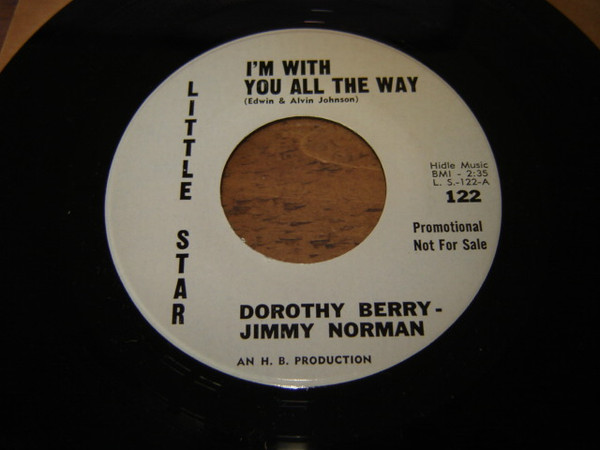 I'M WITH
YOU ALL THE WAY
(Edwin & Alvin Johnson)
LITTLE STAR
Hidle Music
BMI - 2:35
L. S.-122-A
122
Promotional
Not For Sale
DOROTHY BERRY-
JIMMY NORMAN
AN H. B. PRODUCTION